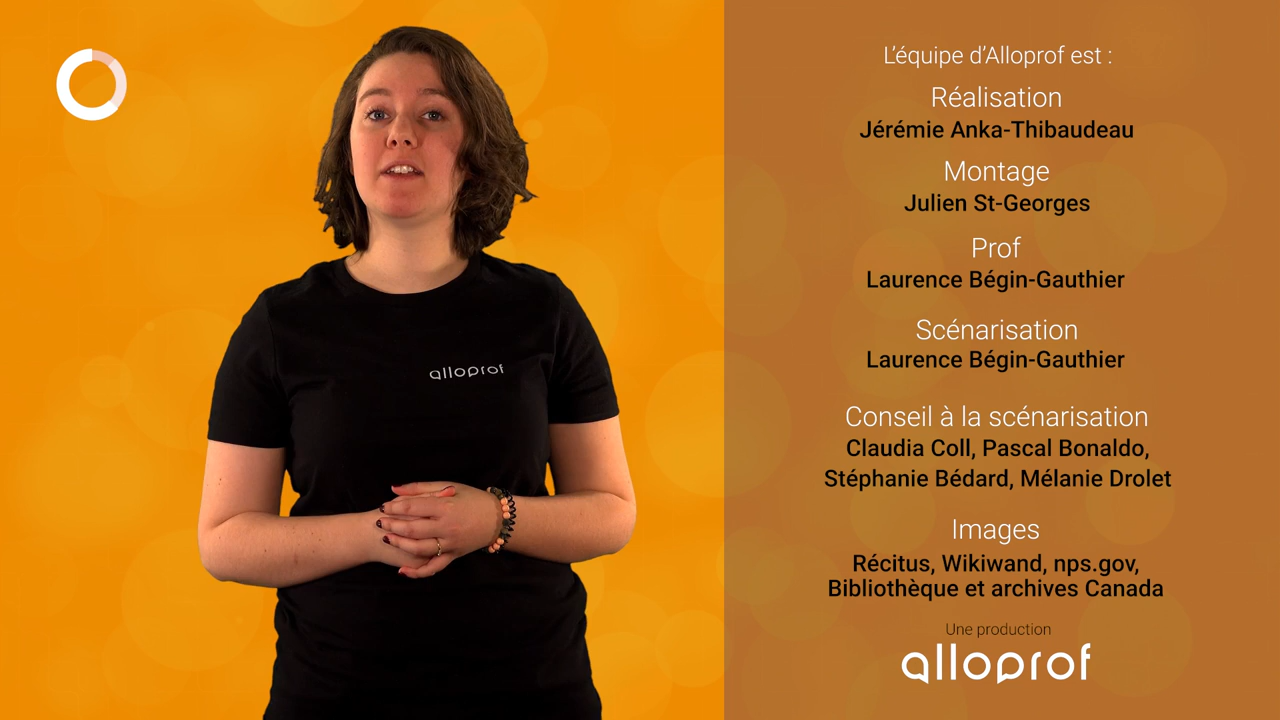 alloprof
L'équipe d'Alloprof est :
Réalisation
Jérémie Anka-Thibaudeau
Montage
Julien St-Georges
Prof
Laurence Bégin-Gauthier
Scénarisation
Laurence Bégin-Gauthier
Conseil à la scénarisation
Claudia Coll, Pascal Bonaldo,
Stéphanie Bédard, Mélanie Drolet
Images
Récitus, Wikiwand, nps.gov,
Bibliothèque et archives Canada
Une production
alloprof